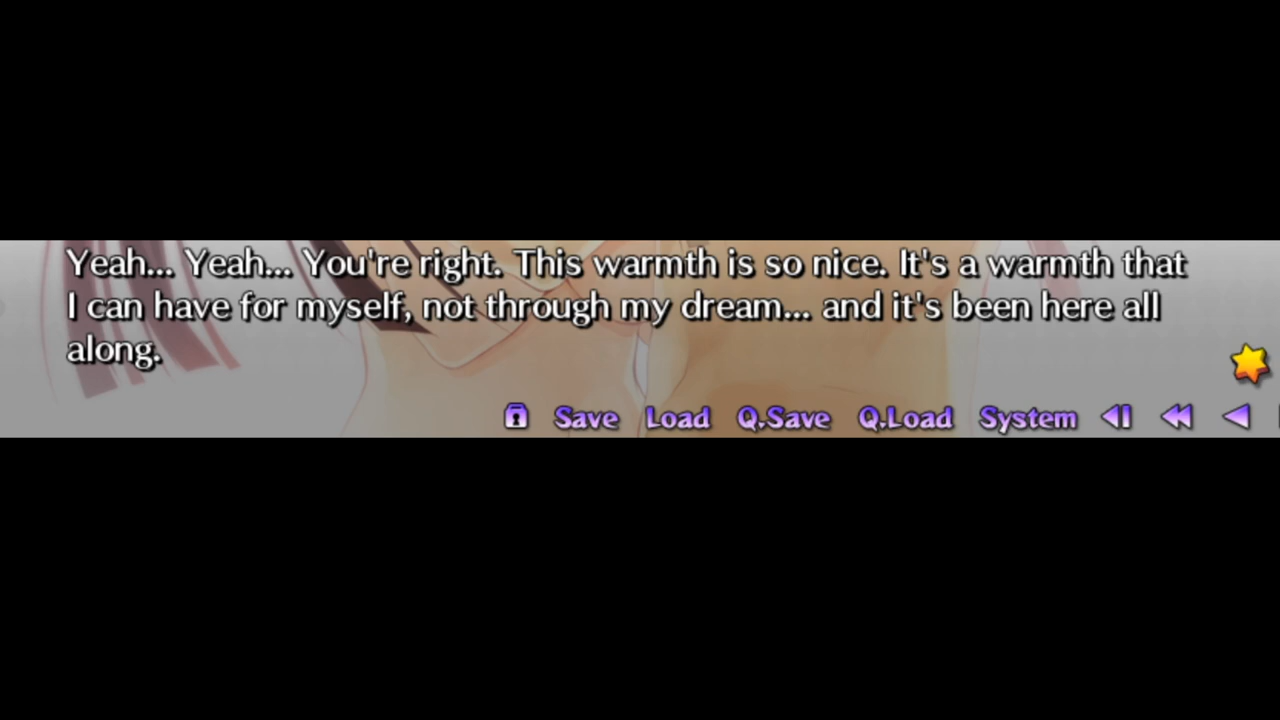 Yeah... Yeah... You're right. This warmth is so nice. It's a warmth that
I can have for myself, not through my dream... and it's been here all
along.
Save Load Q.Save Q.Load System